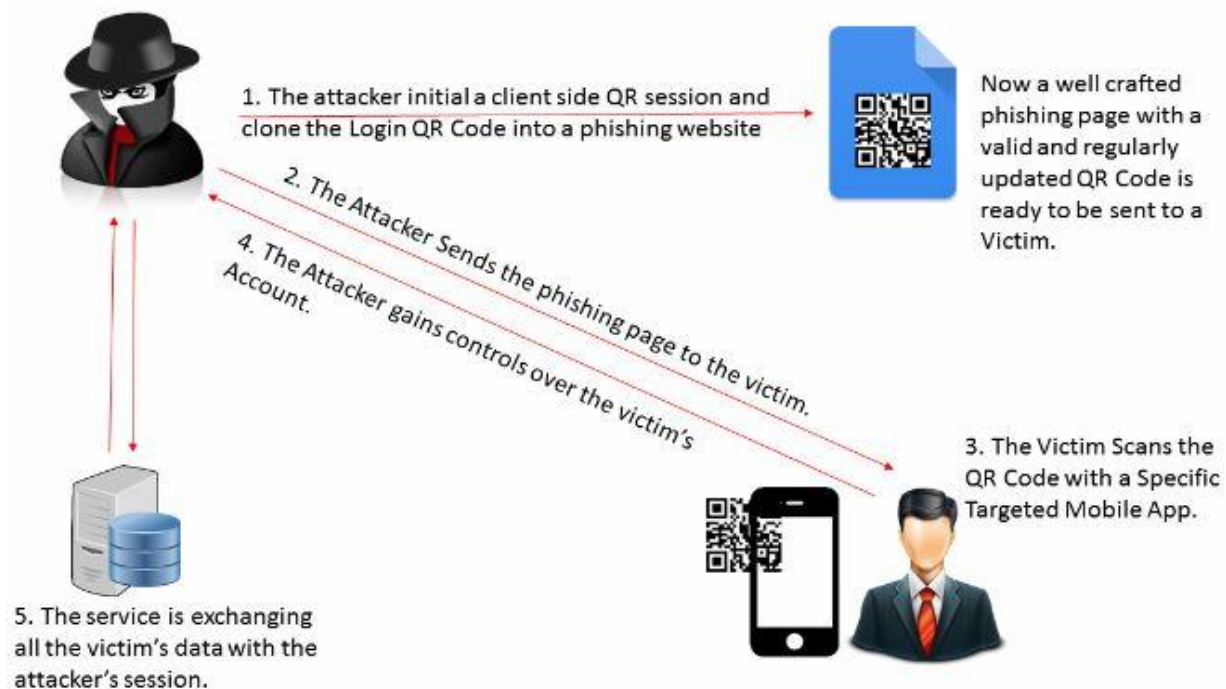 1. The attacker initial a client side QR session and
clone the Login QR Code into a phishing website
Now a well crafted
phishing page with a
valid and regularly
updated QR Code is
ready to be sent to a
Victim.
2. The Attacker Sends the phishing page to the victim.
4. The Attacker gains controls over the victim's
Account.
3. The Victim Scans the
QR Code with a Specific
Targeted Mobile App.
5. The service is exchanging
all the victim's data with the
attacker's session.